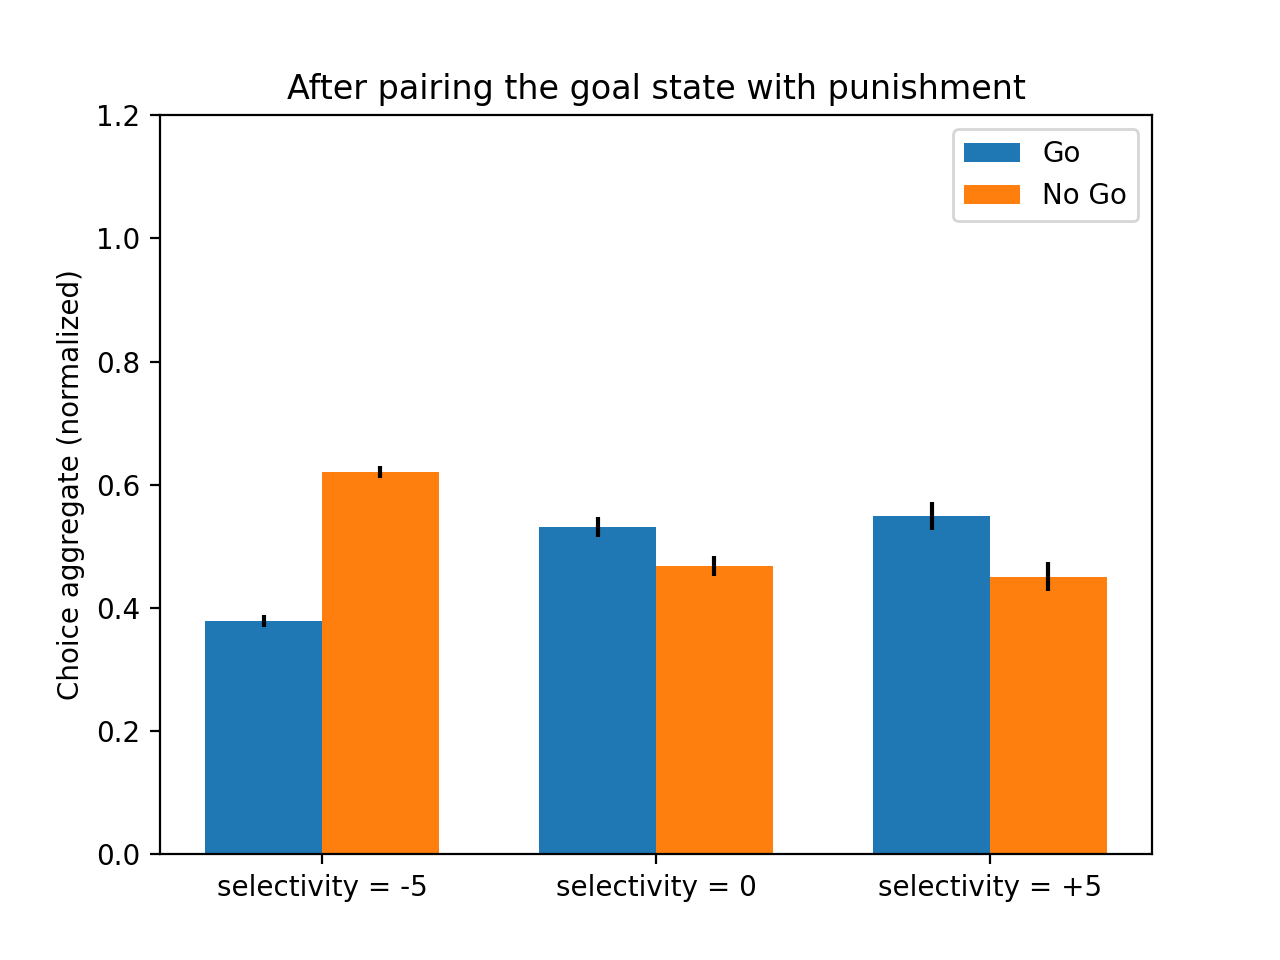 After pairing the goal state with punishment
1.2
1.0
0.8
0.6
0.4
0.2
0.0
Choice aggregate (normalized)
Go
No Go
selectivity = -5
selectivity = 0
selectivity = +5